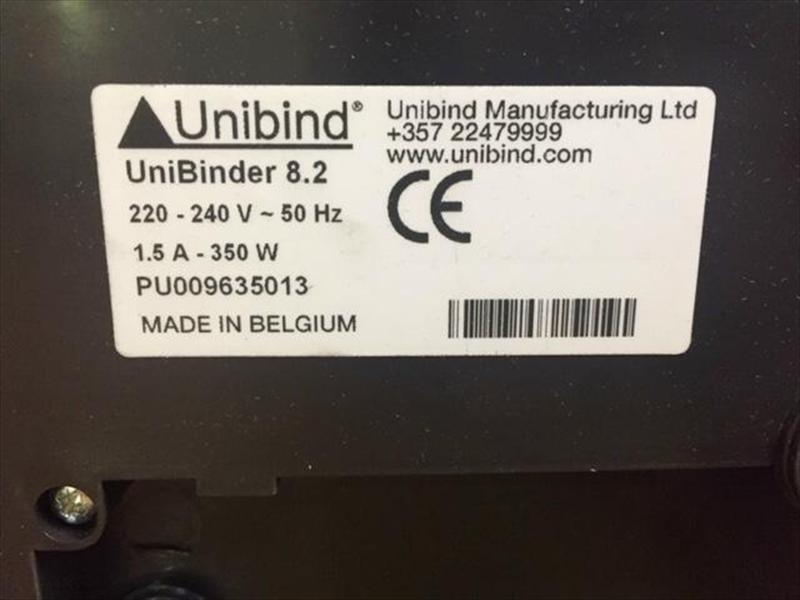 Unibind®
UniBinder 8.2
220 - 240 V ~ 50 Hz
1.5 A - 350 W
PU009635013
MADE IN BELGIUM
Unibind Manufacturing Ltd
+357 22479999
www.unibind.com
CE